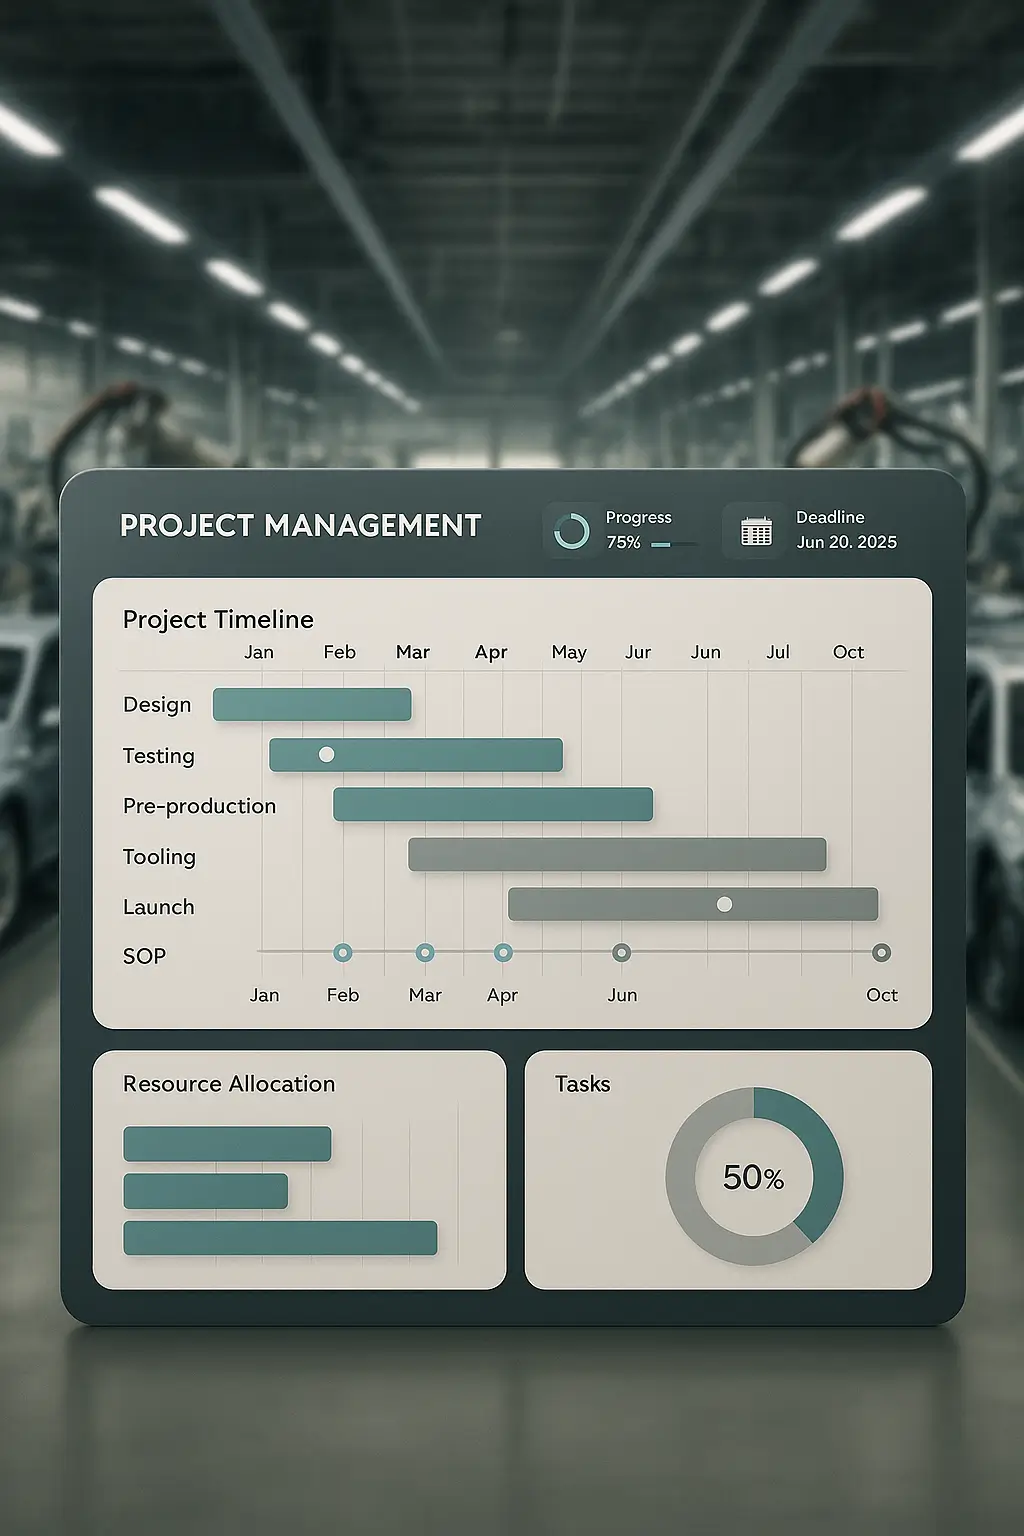 PROJECT MANAGEMENT
Progress
75%
Deadline
Jun 20. 2025
Project Timeline
Jan Feb Mar Apr May Jur Jun Jul Oct
Design
Testing
Pre-production
Tooling
Launch
SOP
Jan Feb Mar Apr Jun Oct
Resource Allocation
Tasks
50%